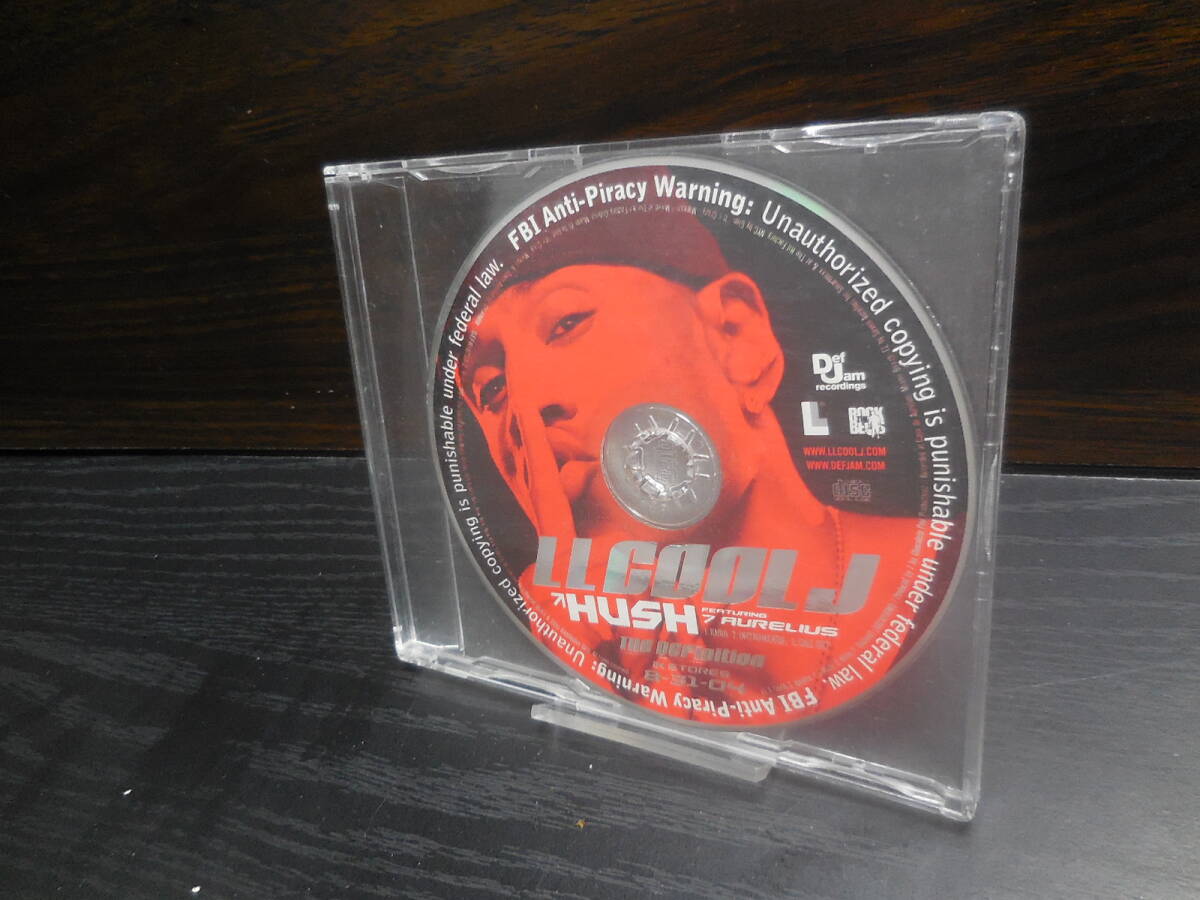 FBI Anti-Piracy Warning: Unauthorized copying is punishable under federal law.
FBI Anti-Piracy Warning: Unauthorized copying is punishable under federal law.
Def
Jam
recordings
L
ROCK
BELLS
WWW.LLCOOLJ.COM
WWW.DEFJAM.COM
disc
LL COOL J
HUSH
FEATURING
7 AURELIUS
The DEFinition
IN STORES
8-31-04